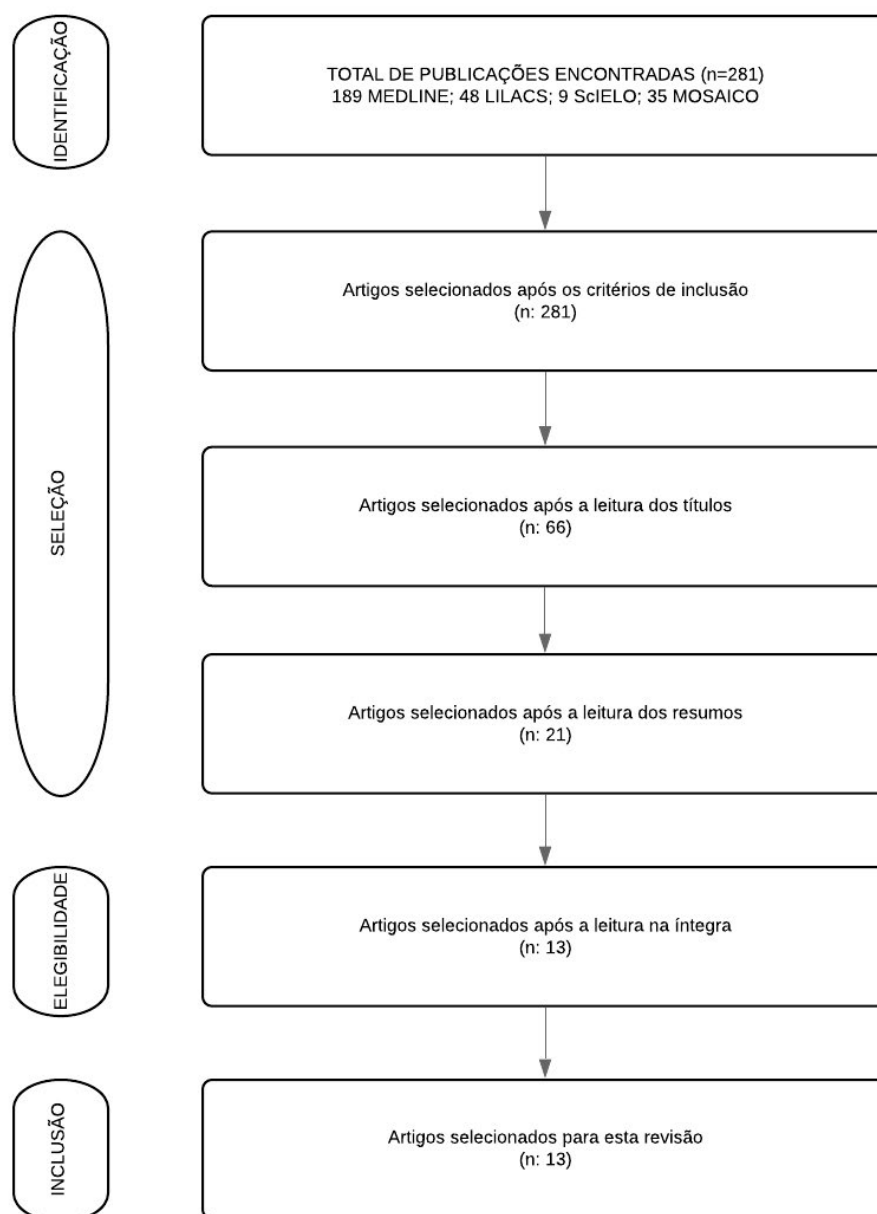 IDENTIFICAÇÃO
TOTAL DE PUBLICAÇÕES ENCONTRADAS (n=281)
189 MEDLINE; 48 LILACS; 9 ScIELO; 35 MOSAICO
SELEÇÃO
Artigos selecionados após os critérios de inclusão
(n: 281)
Artigos selecionados após a leitura dos títulos
(n: 66)
Artigos selecionados após a leitura dos resumos
(n: 21)
ELEGIBILIDADE
Artigos selecionados após a leitura na íntegra
(n: 13)
INCLUSÃO
Artigos selecionados para esta revisão
(n: 13)